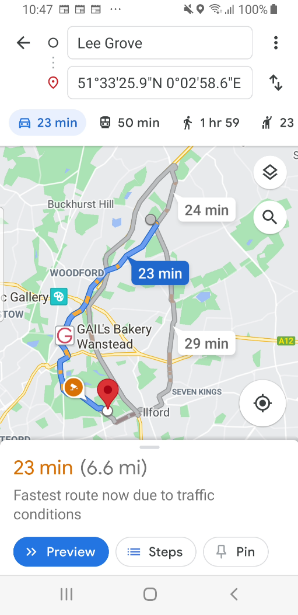 10:47
100%
Lee Grove
51°33'25.9"N 0°02'58.6"E
23 min
50 min
1 hr 59
23
Buckhurst Hill
24 min
WOODFORD
23 min
c Gallery
TOW
GAIL's Bakery
Wanstead
29 min
A12
SEVEN KINGS
Ilford
TFORD
23 min (6.6 mi)
Fastest route now due to traffic
conditions
Preview
Steps
Pin